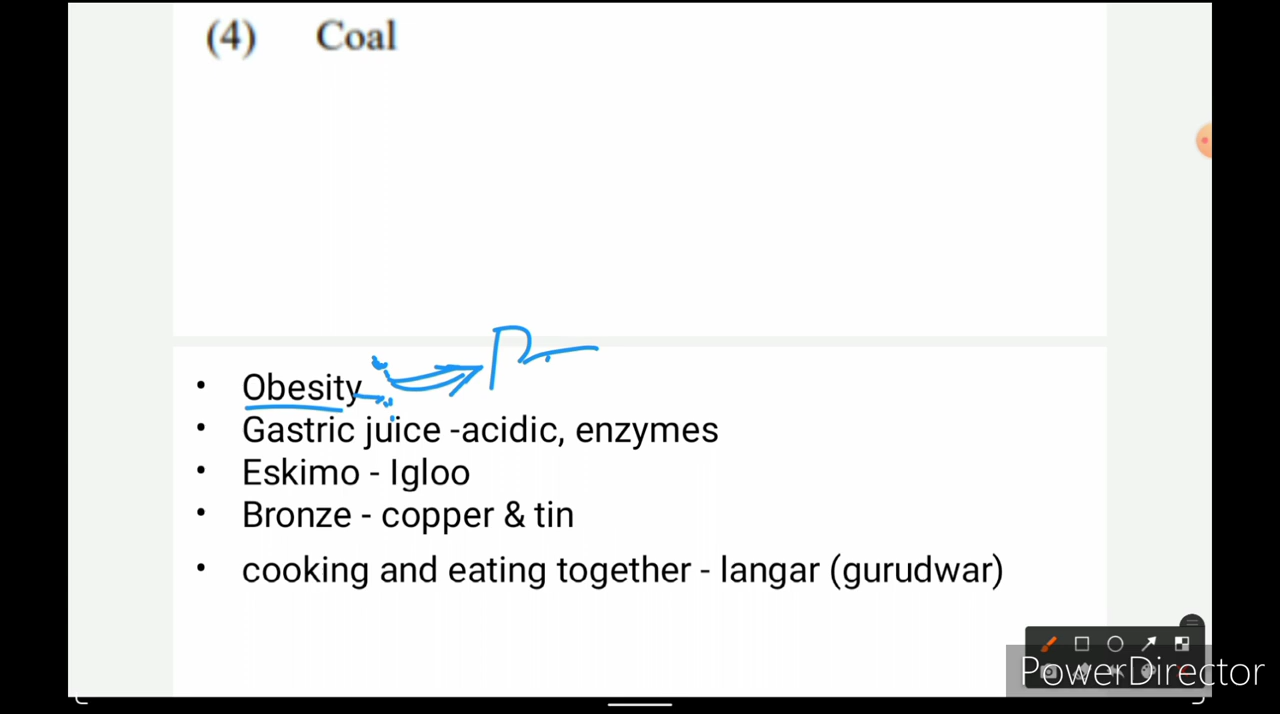 (4) Coal
• Obesity
• Gastric juice -acidic, enzymes
• Eskimo - Igloo
• Bronze - copper & tin
• cooking and eating together - langar (gurudwar)
PowerDirector